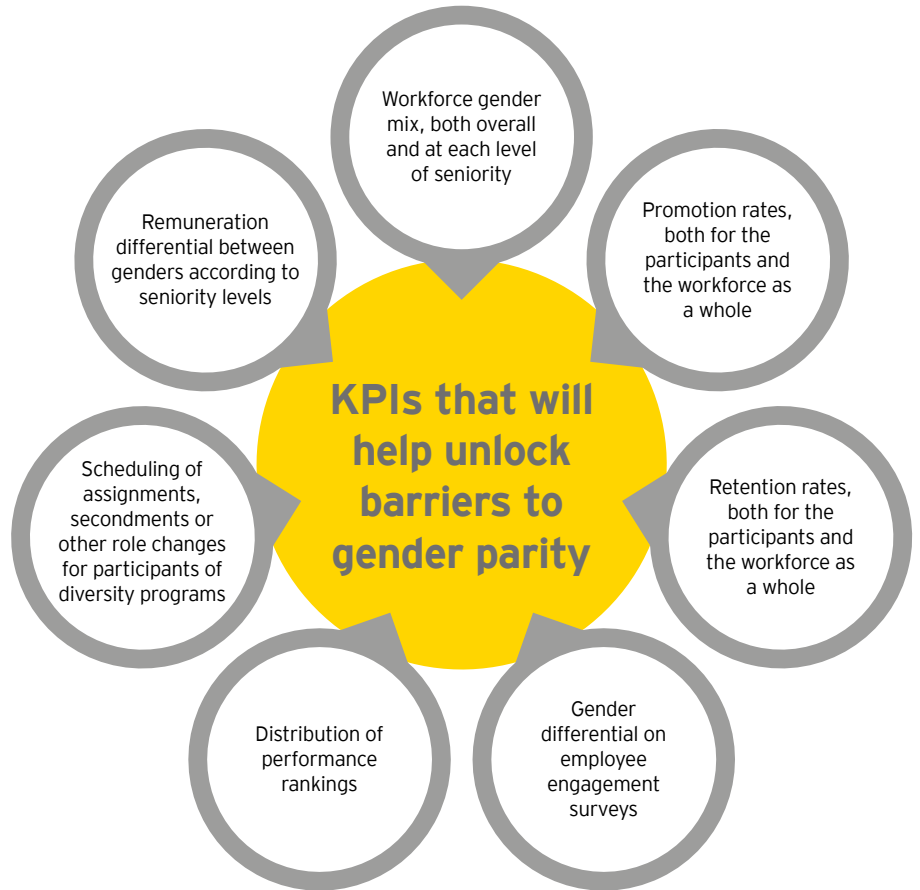 Workforce gender
mix, both overall
and at each level
of seniority
Promotion rates,
both for the
participants and
the workforce as
a whole
Retention rates,
both for the
participants and
the workforce as
a whole
Gender
differential on
employee
engagement
surveys
Distribution of
performance
rankings
Scheduling of
assignments,
secondments or
other role changes
for participants of
diversity programs
Remuneration
differential between
genders according to
seniority levels
KPIs that will
help unlock
barriers to
gender parity